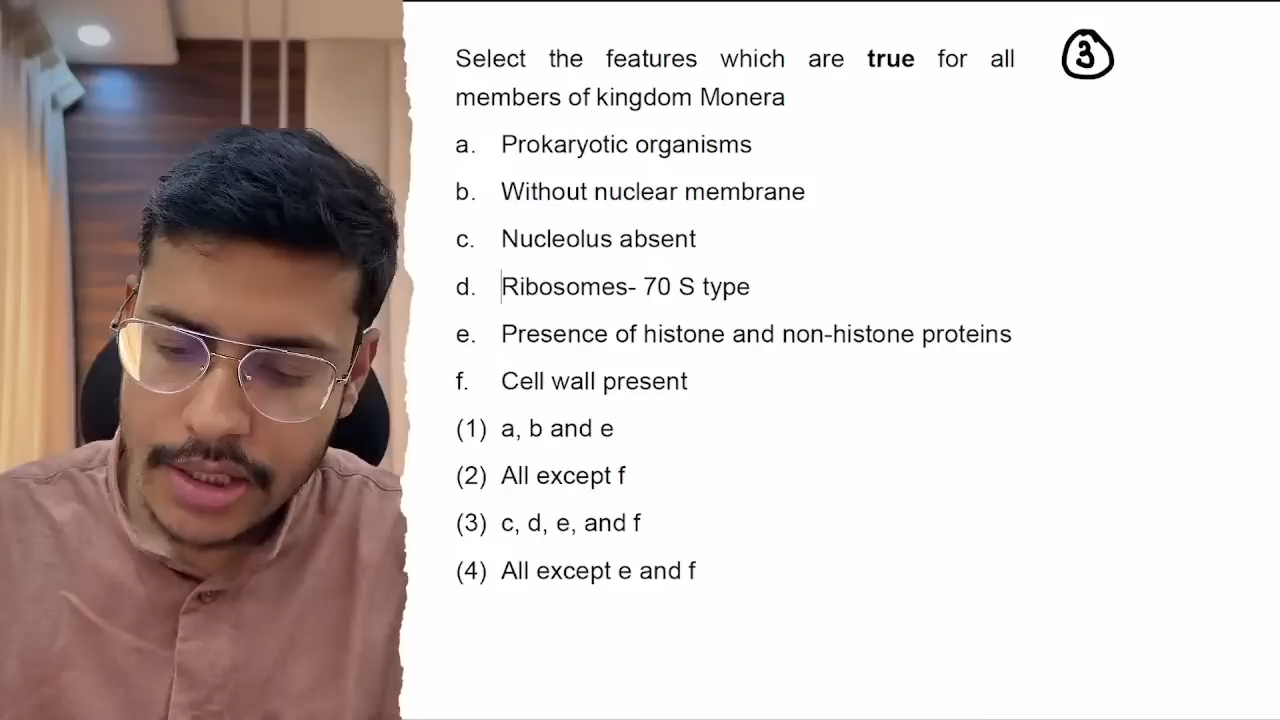 Select the features which are true for all
members of kingdom Monera
3
a. Prokaryotic organisms
b. Without nuclear membrane
c. Nucleolus absent
d. Ribosomes- 70 S type
e. Presence of histone and non-histone proteins
f. Cell wall present
(1) a, b and e
(2) All except f
(3) c, d, e, and f
(4) All except e and f